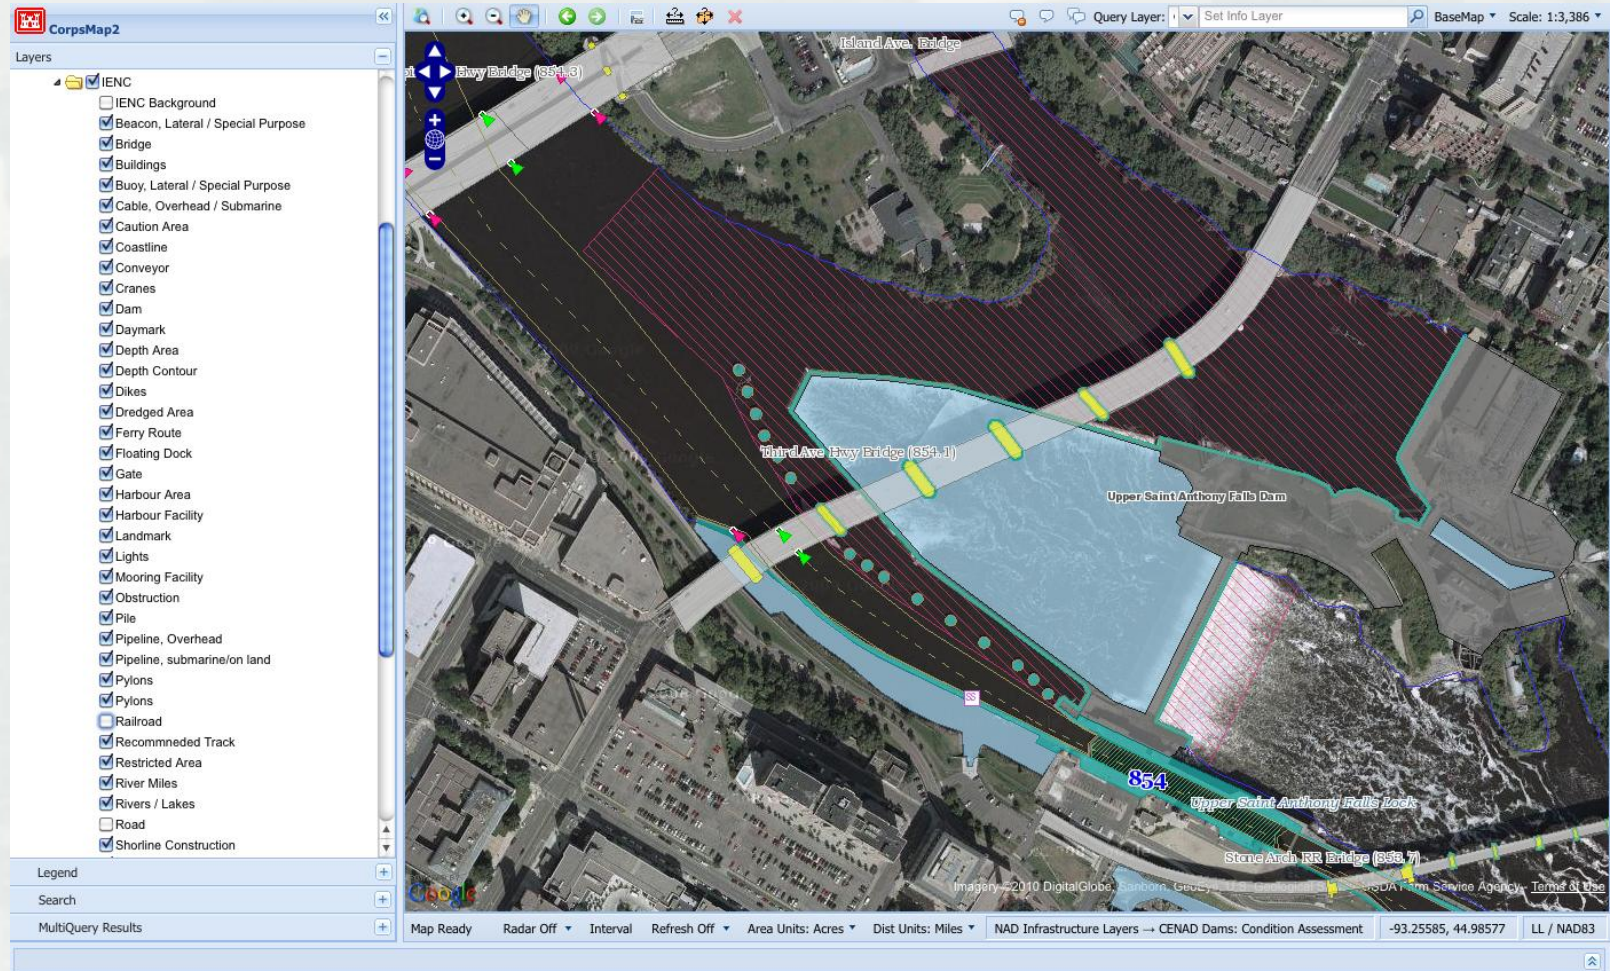 CorpsMap2
Query Layer:
Set Info Layer
BaseMap
Scale: 1:3,386
Layers
IENC
IENC Background
Beacon, Lateral / Special Purpose
Bridge
Buildings
Buoy, Lateral / Special Purpose
Cable, Overhead / Submarine
Caution Area
Coastline
Conveyor
Cranes
Dam
Daymark
Depth Area
Depth Contour
Dikes
Dredged Area
Ferry Route
Floating Dock
Gate
Harbour Area
Harbour Facility
Landmark
Lights
Mooring Facility
Obstruction
Pile
Pipeline, Overhead
Pipeline, submarine/on land
Pylons
Pylons
Railroad
Recommneded Track
Restricted Area
River Miles
Rivers / Lakes
Road
Shorline Construction
Legend
Search
MultiQuery Results
Island Ave. Bridge
Hwy Bridge (854.3)
Third Ave Hwy Bridge (854.1)
Upper Saint Anthony Falls Dam
SS
854
Upper Saint Anthony Falls Lock
Stone Arch RR Bridge (853.7)
Google
Imagery ©2010 DigitalGlobe, Sanborn, GeoEye, U.S. Geological USDA Farm Service Agency - Terms of Use
Map Ready
Radar Off
Interval
Refresh Off
Area Units: Acres
Dist Units: Miles
NAD Infrastructure Layers → CENAD Dams: Condition Assessment
-93.25585, 44.98577
LL / NAD83